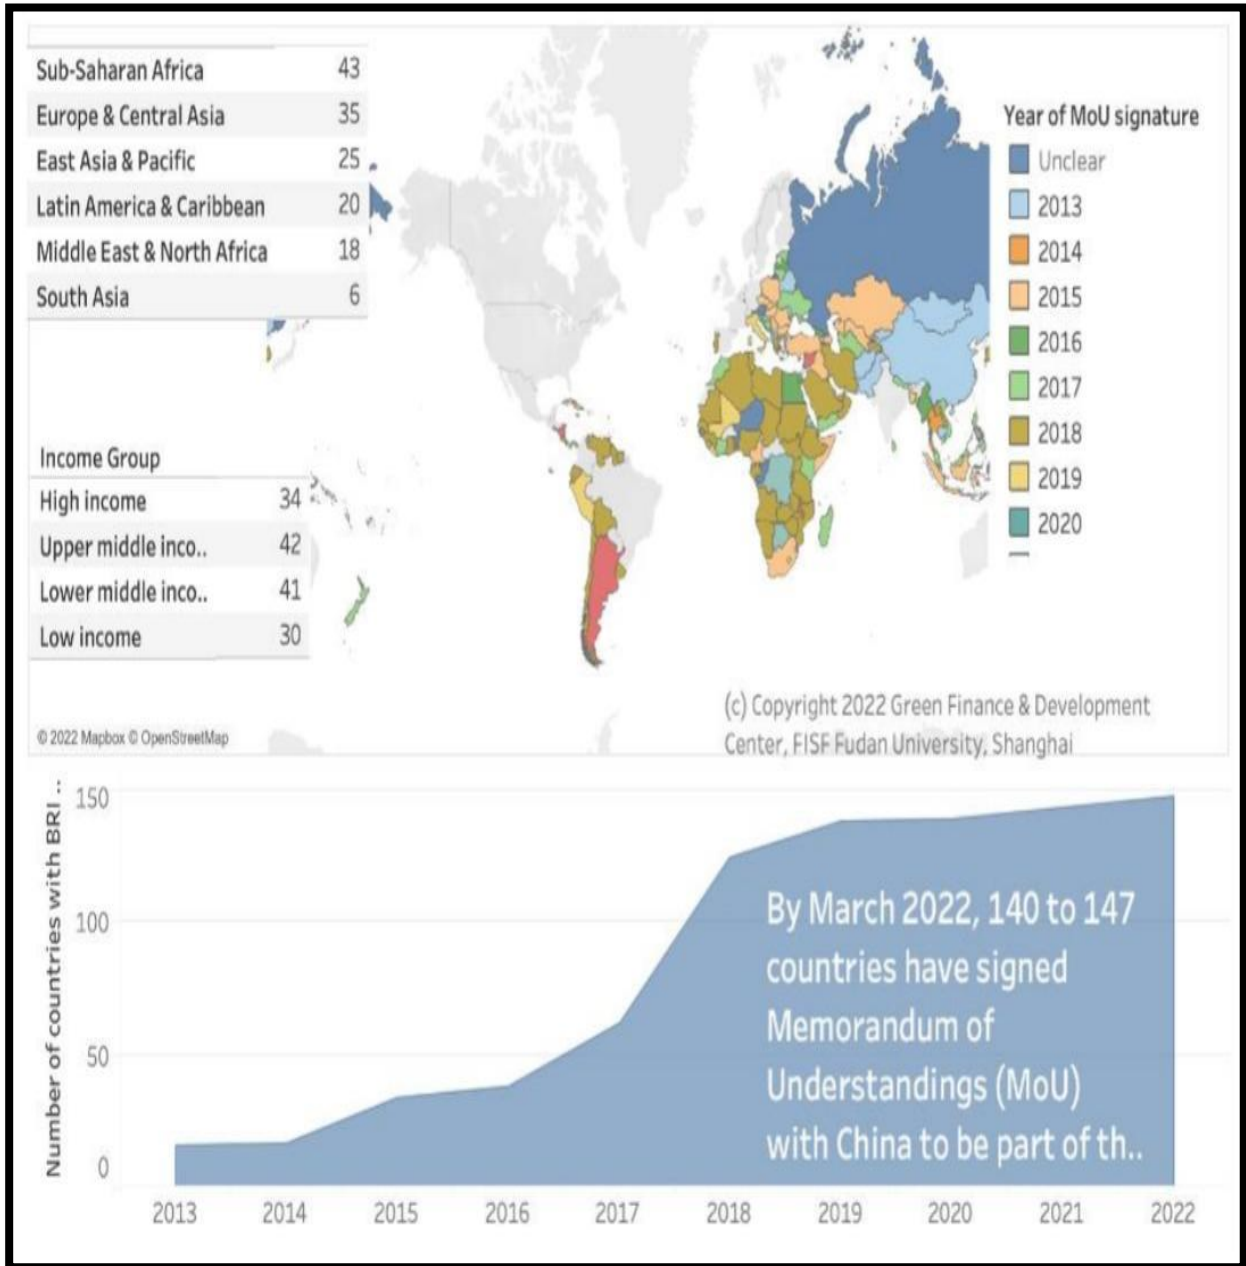 Sub-Saharan Africa 43
Europe & Central Asia 35
East Asia & Pacific 25
Latin America & Caribbean 20
Middle East & North Africa 18
South Asia 6
Year of MoU signature
Unclear
2013
2014
2015
2016
2017
2018
2019
2020
Income Group
High income 34
Upper middle inco.. 42
Lower middle inco.. 41
Low income 30
© 2022 Mapbox © OpenStreetMap
(c) Copyright 2022 Green Finance & Development
Center, FISF Fudan University, Shanghai
Number of countries with BRI ..
150
100
50
0
By March 2022, 140 to 147
countries have signed
Memorandum of
Understandings (MoU)
with China to be part of th..
2013 2014 2015 2016 2017 2018 2019 2020 2021 2022